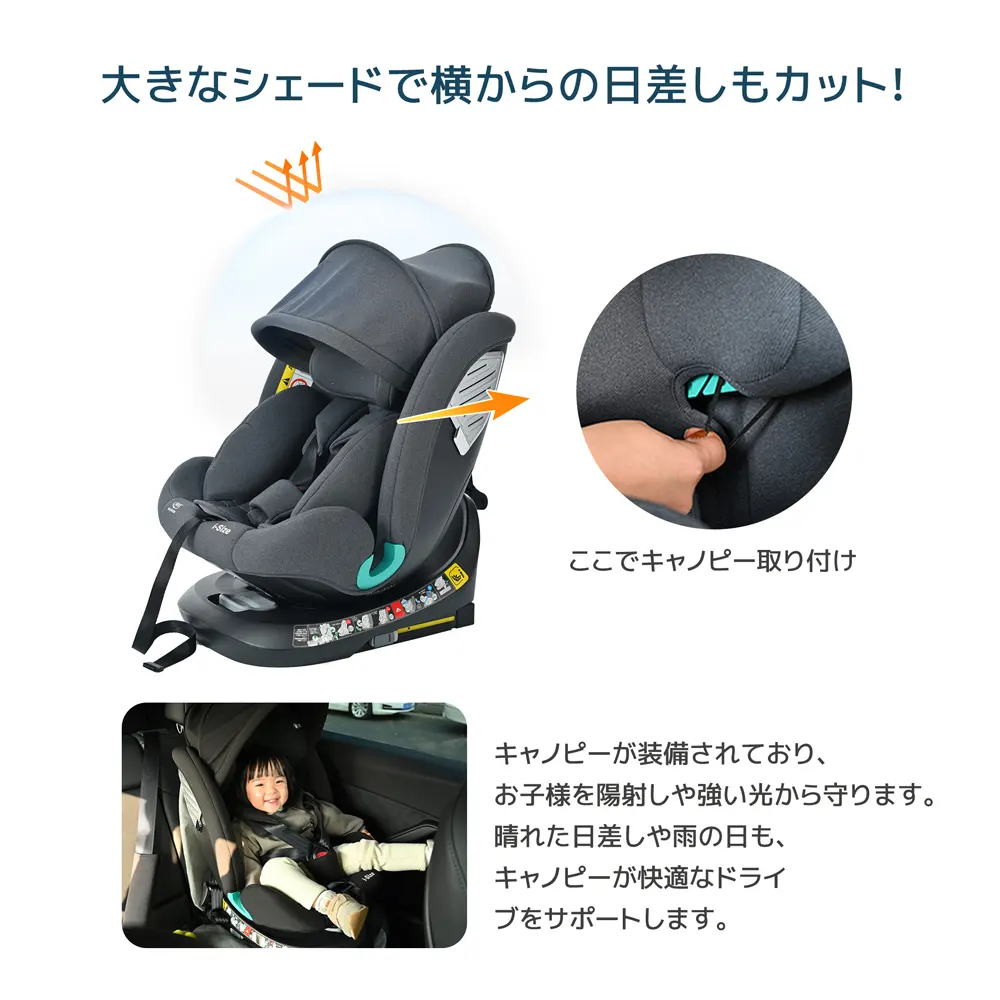 大きなシェードで横からの日差しもカット!
i-Size
ここでキャノピー取り付け
キャノピーが装備されており、
お子様を陽射しや強い光から守ります。
晴れた日差しや雨の日も、
キャノピーが快適なドライ
ブをサポートします。
i-Size